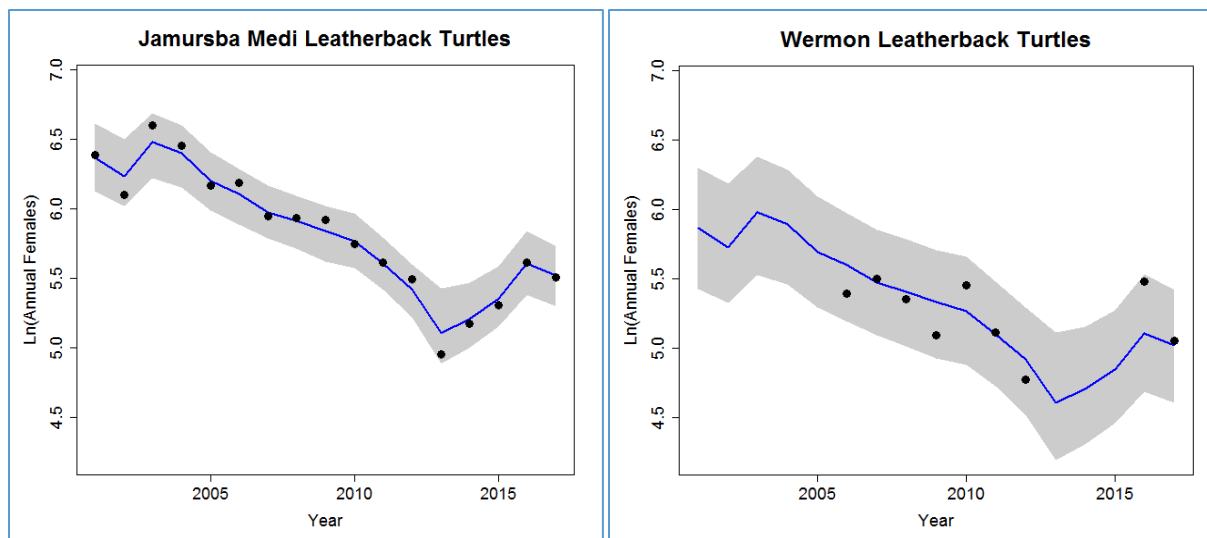 Jamursba Medi Leatherback Turtles
Ln(Annual Females)
7.0
6.5
6.0
5.5
5.0
4.5
2005 2010 2015
Year
Wermon Leatherback Turtles
Ln(Annual Females)
7.0
6.5
6.0
5.5
5.0
4.5
2005 2010 2015
Year